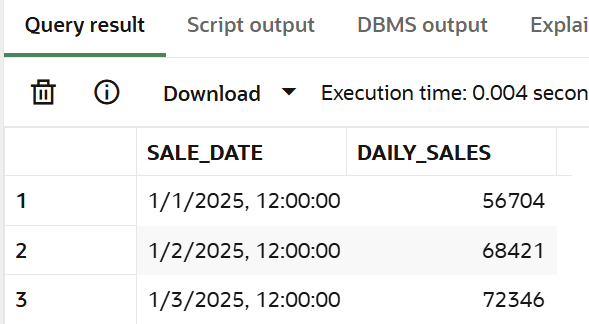 Query result Script output DBMS output Explai
Download Execution time: 0.004 secon
SALE_DATE DAILY_SALES
1 1/1/2025, 12:00:00 56704
2 1/2/2025, 12:00:00 68421
3 1/3/2025, 12:00:00 72346